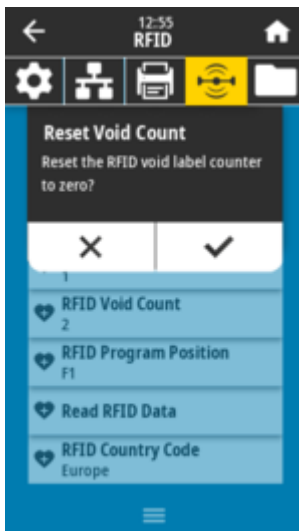 12:55
RFID
Reset Void Count
Reset the RFID void label counter
to zero?
1
RFID Void Count
2
RFID Program Position
F1
Read RFID Data
RFID Country Code
Europe